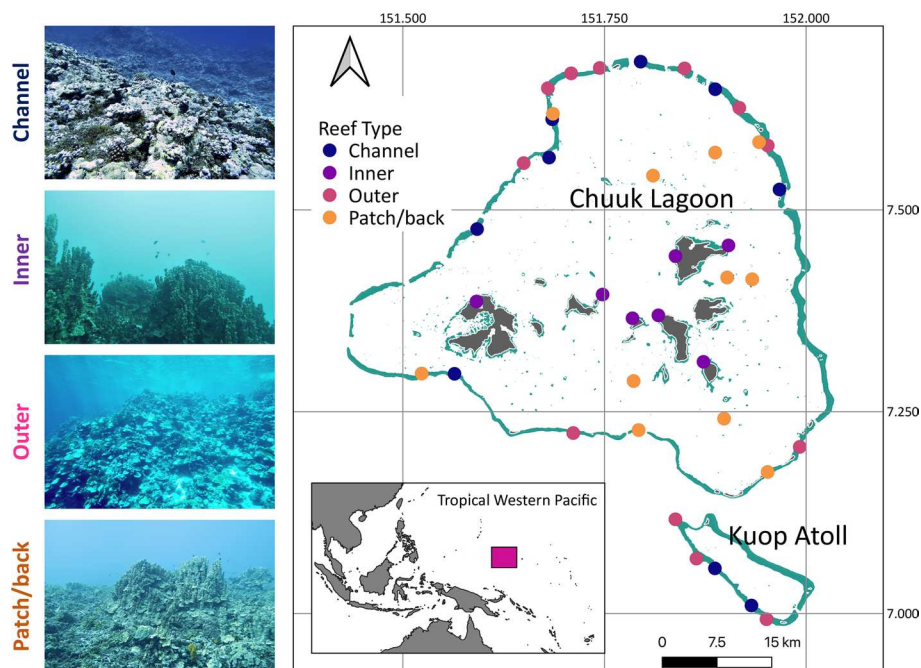 Channel
Inner
Outer
Patch/back
151.500
151.750
152.000
Reef Type
Channel
Inner
Outer
Patch/back
Chuuk Lagoon
7.500
7.250
Tropical Western Pacific
Kuop Atoll
7.000
0
7.5
15 km